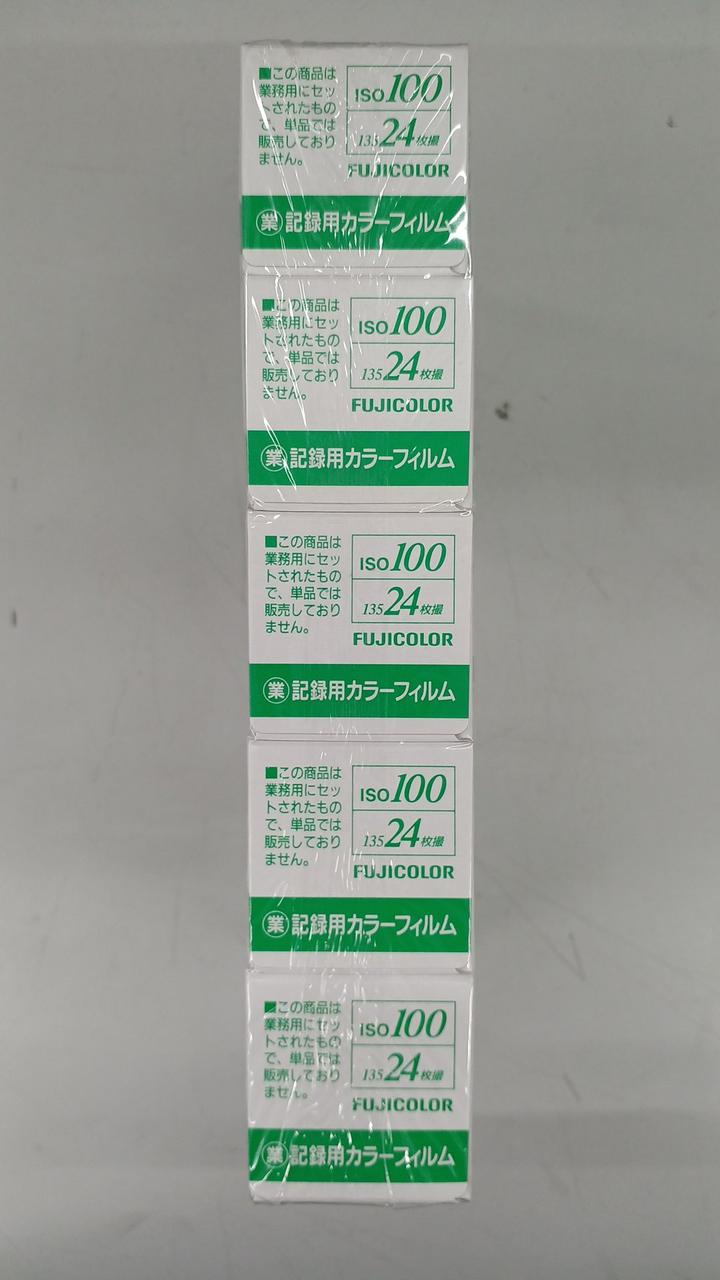 ■この商品は
業務用にセッ
トされたもの
で、単品では
販売しており
ません。
ISO100
135 24枚撮
FUJICOLOR
業 記録用カラーフィルム
■この商品は
業務用にセッ
トされたもの
で、単品では
販売しており
ません。
ISO100
135 24枚撮
FUJICOLOR
業 記録用カラーフィルム
■この商品は
業務用にセッ
トされたもの
で、単品では
販売しており
ません。
ISO100
135 24枚撮
FUJICOLOR
業 記録用カラーフィルム
■この商品は
業務用にセッ
トされたもの
で、単品では
販売しており
ません。
ISO100
135 24枚撮
FUJICOLOR
業 記録用カラーフィルム
■この商品は
業務用にセッ
トされたもの
で、単品では
販売しており
ません。
ISO100
135 24枚撮
FUJICOLOR
業 記録用カラーフィルム